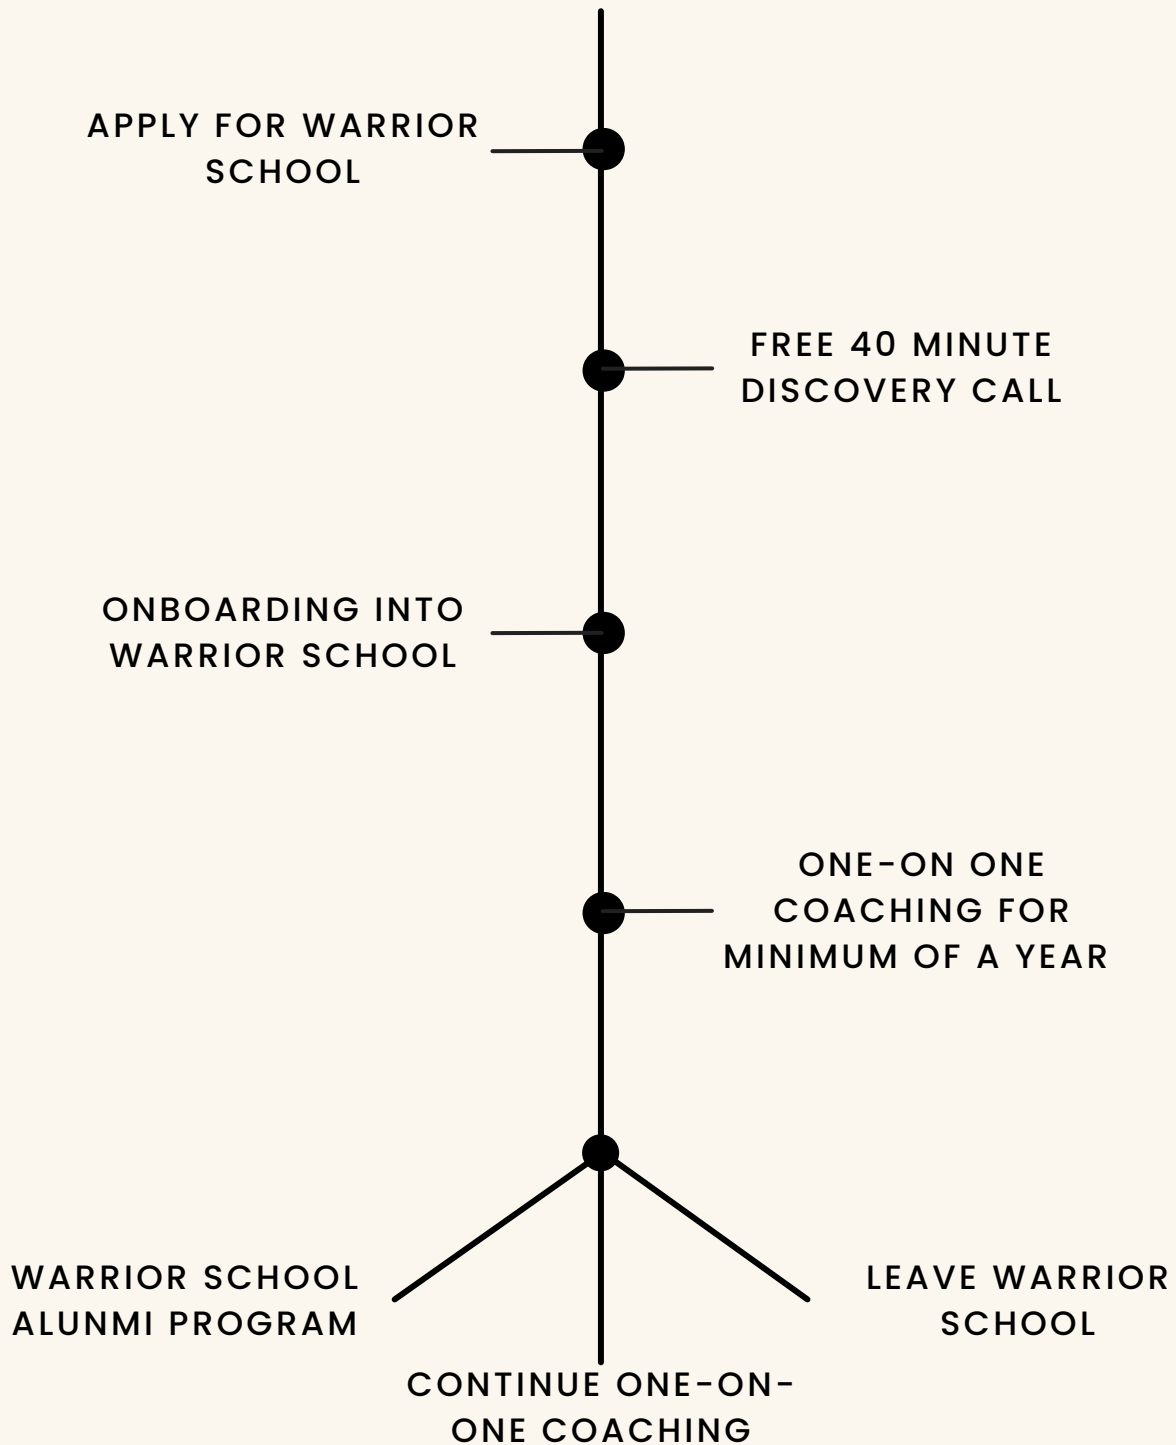 APPLY FOR WARRIOR
SCHOOL
FREE 40 MINUTE
DISCOVERY CALL
ONBOARDING INTO
WARRIOR SCHOOL
ONE-ON ONE
COACHING FOR
MINIMUM OF A YEAR
WARRIOR SCHOOL
ALUNMI PROGRAM
LEAVE WARRIOR
SCHOOL
CONTINUE ONE-ON-
ONE COACHING